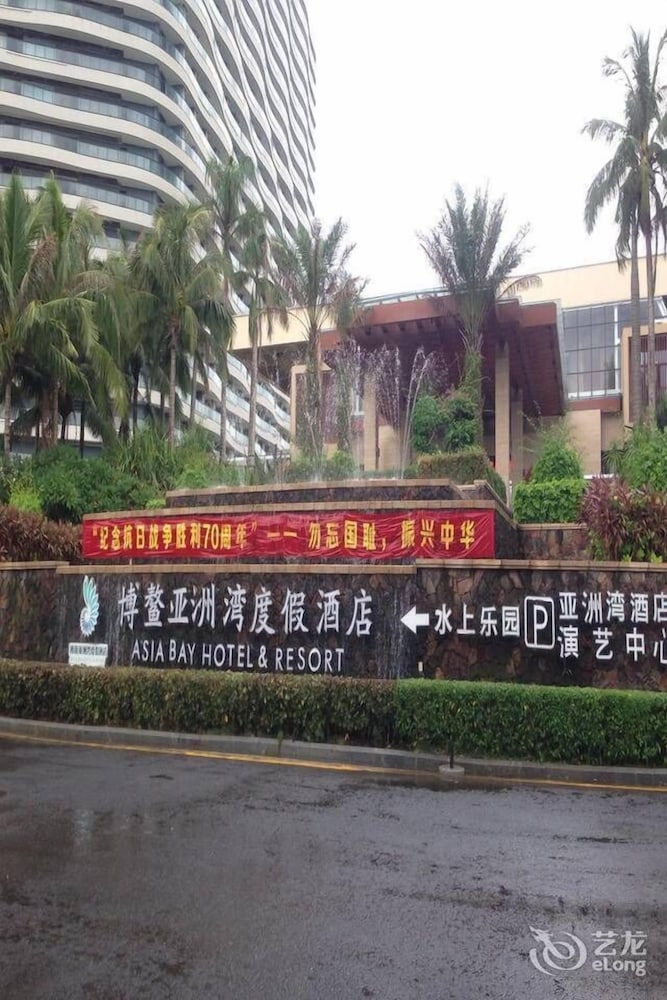 “纪念抗日战争胜利70周年”——勿忘国耻，振兴中华
博鳌亚洲湾度假酒店
ASIA BAY HOTEL & RESORT
水上乐园
P
亚洲湾酒店
演艺中心
艺龙
eLong